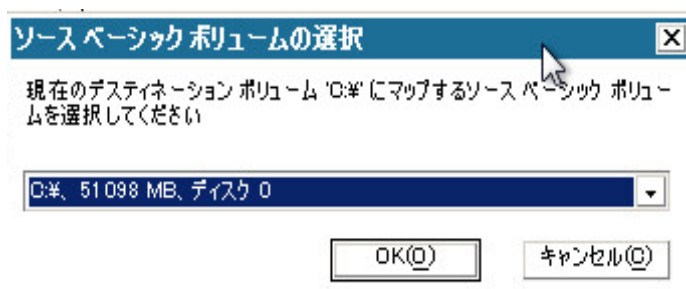 ソース ベーシック ボリュームの選択
現在のデスティネーション ボリューム 'C:¥' にマップするソース ベーシック ボリュー
ムを選択してください
C:¥、51098 MB、ディスク 0
OK(O)
キャンセル(C)